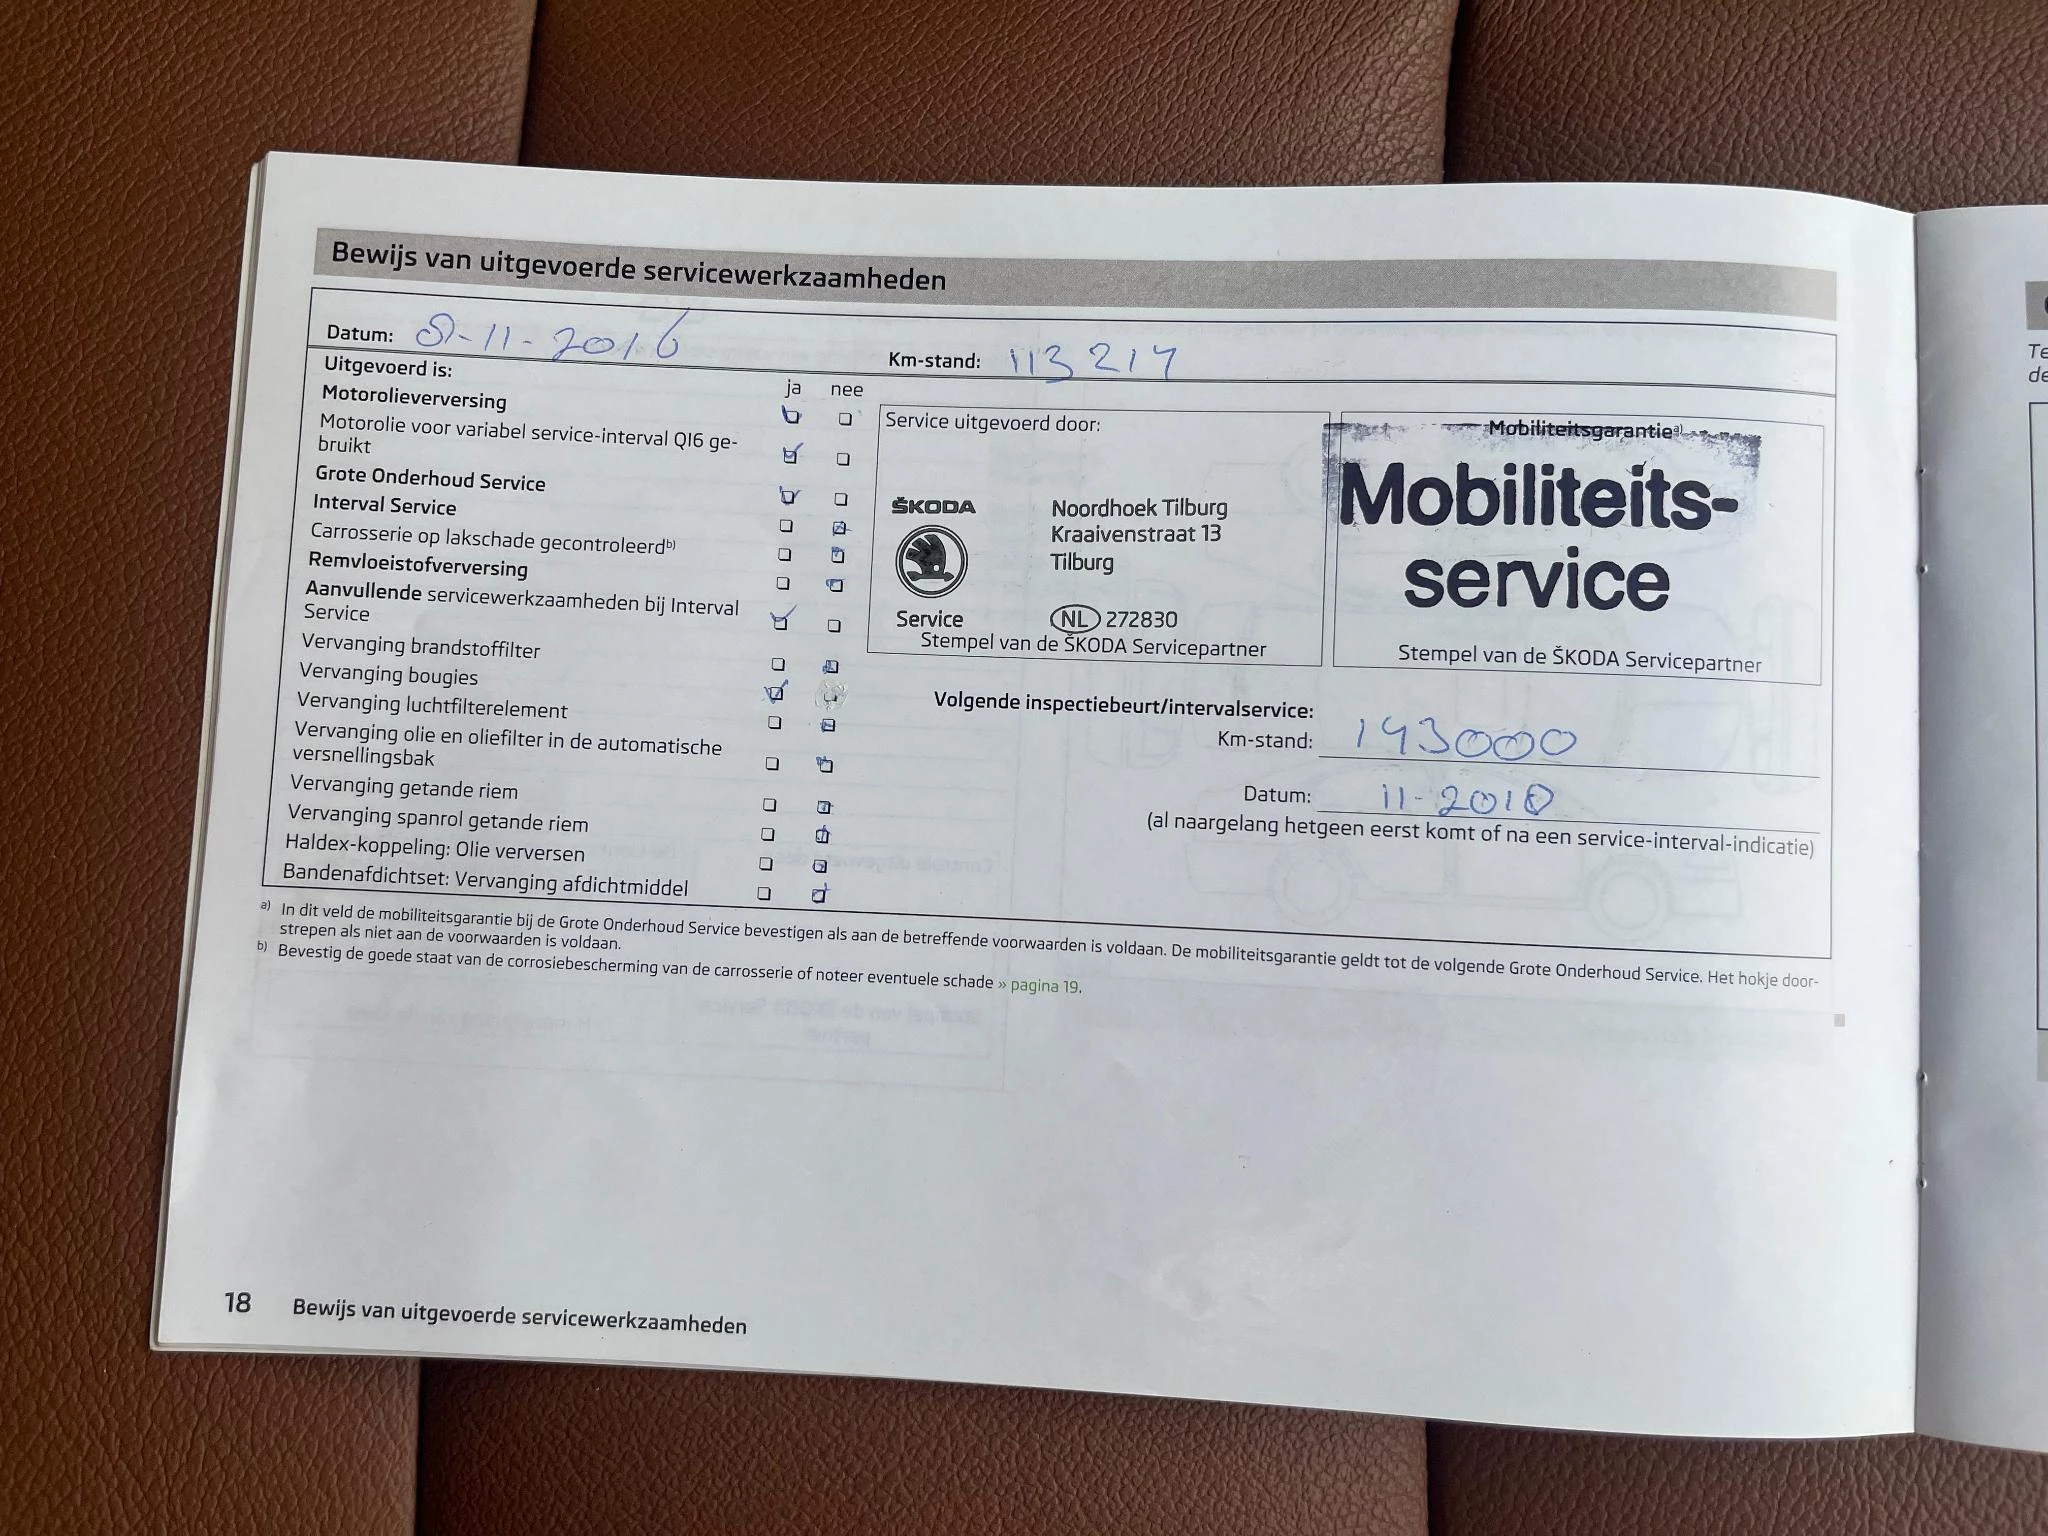 Bewijs van uitgevoerde servicewerkzaamheden
Datum: 8-11-2016
Km-stand: 113217
Uitgevoerd is:
ja nee
Motorolieverversing
Motorolie voor variabel service-interval QI6 ge-
bruikt
Grote Onderhoud Service
Interval Service
Carrosserie op lakschade gecontroleerd b)
Remvloeistofverversing
Aanvullende servicewerkzaamheden bij Interval
Service
Vervanging brandstoffilter
Vervanging bougies
Vervanging luchtfilterelement
Vervanging olie en oliefilter in de automatische
versnellingsbak
Vervanging getande riem
Vervanging spanrol getande riem
Haldex-koppeling: Olie verversen
Bandenafdichtset: Vervanging afdichtmiddel
Service uitgevoerd door:
ŠKODA
Service
Noordhoek Tilburg
Kraaivenstraat 13
Tilburg
NL 272830
Stempel van de ŠKODA Servicepartner
Mobiliteitsgarantie a)
Mobiliteits-
service
Stempel van de ŠKODA Servicepartner
Volgende inspectiebeurt/intervalservice:
Km-stand: 143000
Datum: 11-2018
(al naargelang hetgeen eerst komt of na een service-interval-indicatie)
a) In dit veld de mobiliteitsgarantie bij de Grote Onderhoud Service bevestigen als aan de betreffende voorwaarden is voldaan. De mobiliteitsgarantie geldt tot de volgende Grote Onderhoud Service. Het hokje door-
strepen als niet aan de voorwaarden is voldaan.
b) Bevestig de goede staat van de corrosiebescherming van de carrosserie of noteer eventuele schade » pagina 19.
18 Bewijs van uitgevoerde servicewerkzaamheden
Te
de